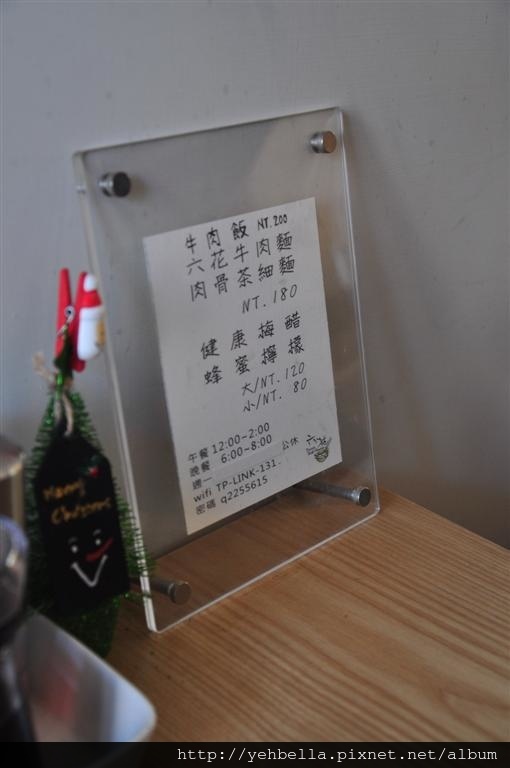 牛肉飯 NT.200
六花牛肉麵
肉骨茶細麵
NT.180
健康梅醋
蜂蜜檸檬
大/NT.120
小/NT. 80
午餐 12:00~2:00
晚餐 6:00~8:00
週一 公休
wifi TP-LINK-131-
密碼 q2255615
六花
Merry
Christmas
http://yehbella.pixnet.net/album